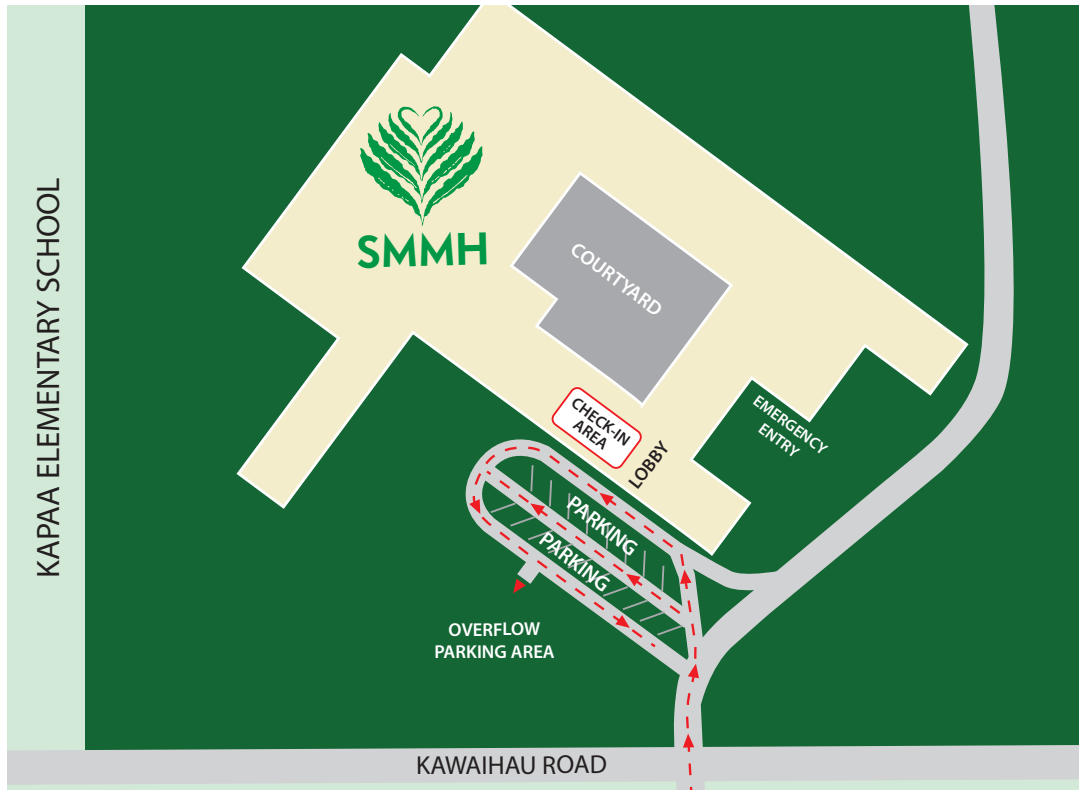 KAPAA ELEMENTARY SCHOOL
SMMH
COURTYARD
CHECK-IN
AREA
LOBBY
EMERGENCY
ENTRY
PARKING
PARKING
OVERFLOW
PARKING AREA
KAWAIHAU ROAD